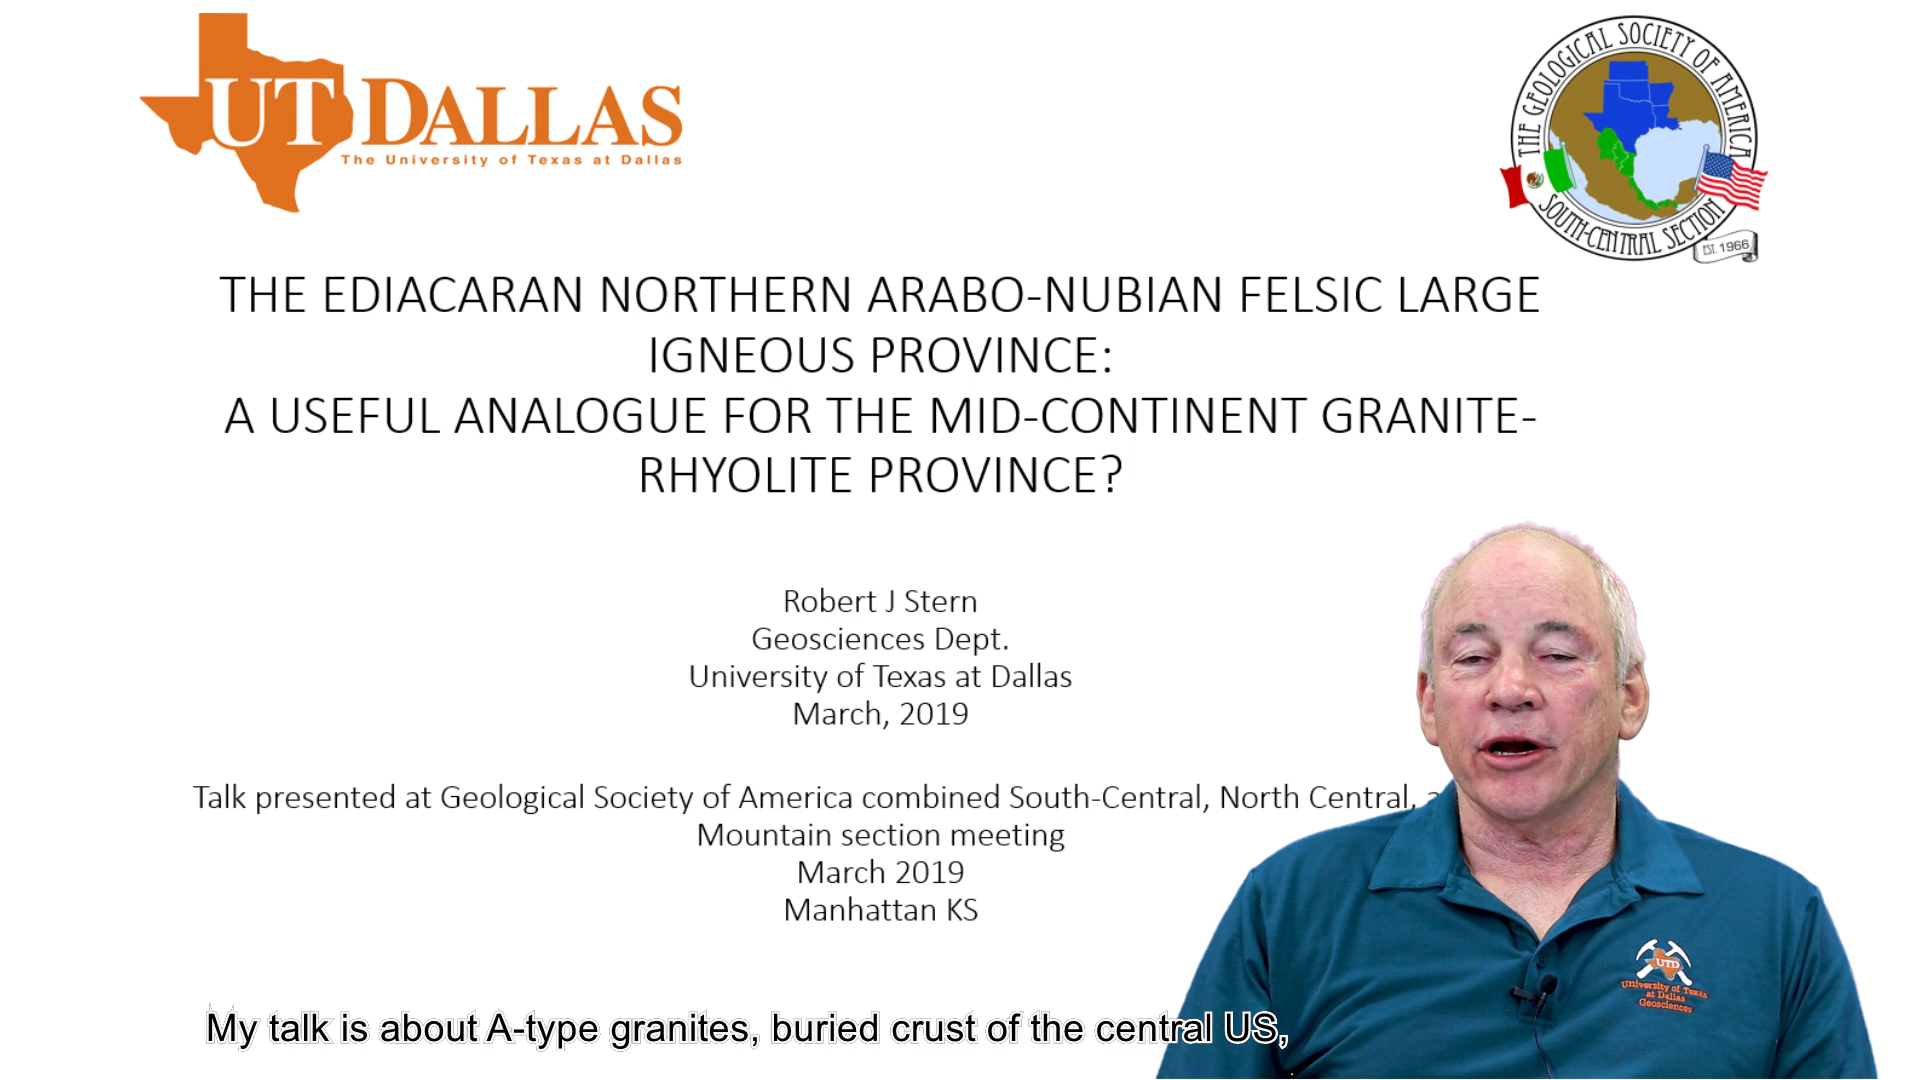 UT DALLAS
The University of Texas at Dallas
THE GEOLOGICAL SOCIETY OF AMERICA
SOUTH-CENTRAL SECTION
EST. 1966
THE EDIACARAN NORTHERN ARABO-NUBIAN FELSIC LARGE
IGNEOUS PROVINCE:
A USEFUL ANALOGUE FOR THE MID-CONTINENT GRANITE-
RHYOLITE PROVINCE?
Robert J Stern
Geosciences Dept.
University of Texas at Dallas
March, 2019
Talk presented at Geological Society of America combined South-Central, North Central,
Mountain section meeting
March 2019
Manhattan KS
UTD
University of Texas
at Dallas
Geosciences
My talk is about A-type granites, buried crust of the central US,